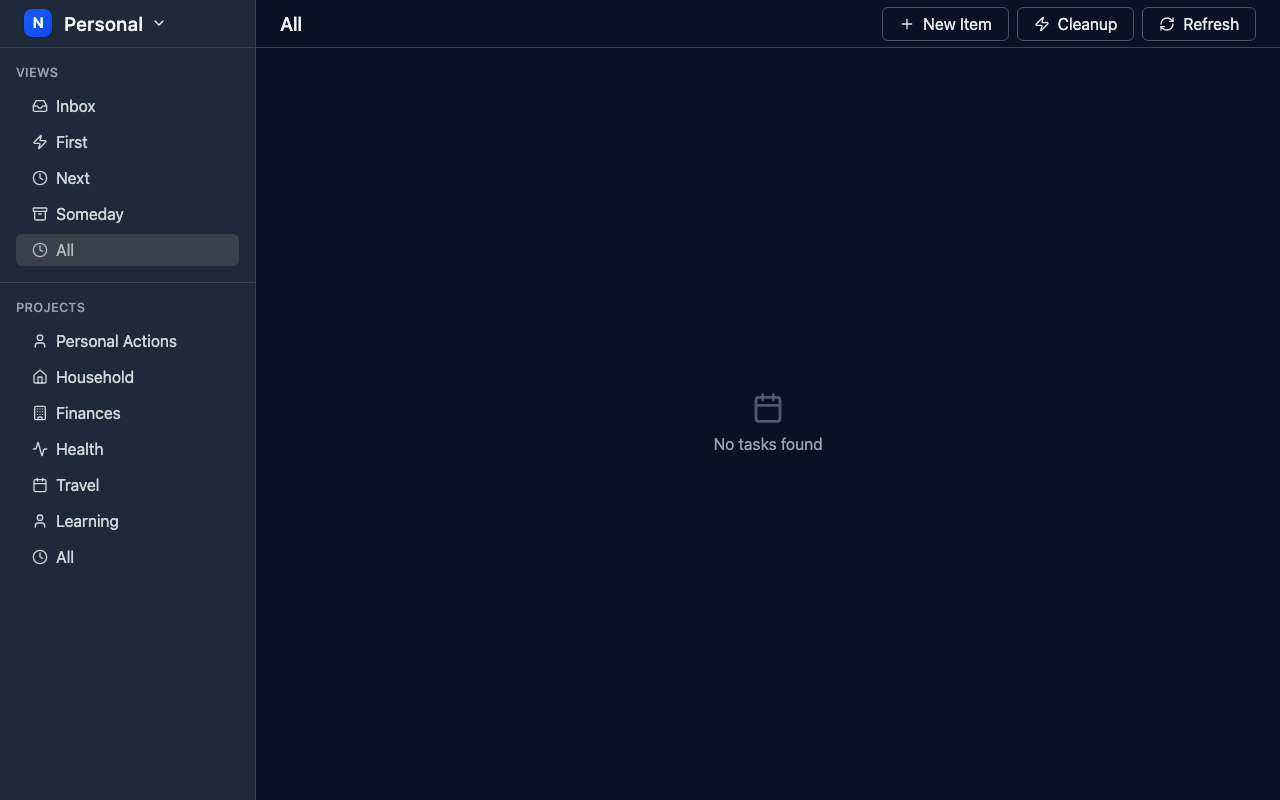 N Personal
All
New Item
Cleanup
Refresh
VIEWS
Inbox
First
Next
Someday
All
PROJECTS
Personal Actions
Household
Finances
Health
Travel
Learning
All
No tasks found